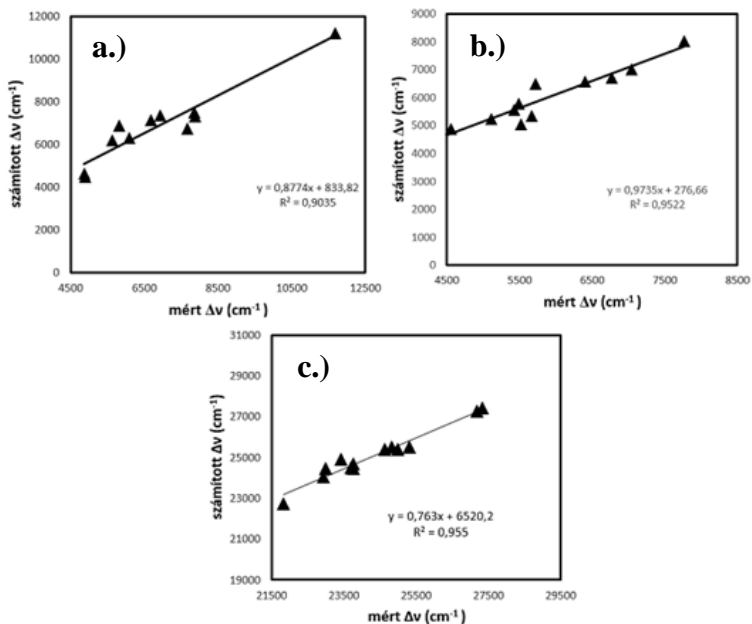 a.)
számított Δν (cm⁻¹)
12000
10000
8000
6000
4000
2000
0
y = 0,8774x + 833,82
R² = 0,9035
4500 6500 8500 10500 12500
mért Δν (cm⁻¹)
b.)
számított Δν (cm⁻¹)
9000
8000
7000
6000
5000
4000
3000
2000
1000
0
y = 0,9735x + 276,66
R² = 0,9522
4500 5500 6500 7500 8500
mért Δν (cm⁻¹)
c.)
számított Δν (cm⁻¹)
31000
29000
27000
25000
23000
21000
19000
y = 0,763x + 6520,2
R² = 0,955
21500 23500 25500 27500 29500
mért Δν (cm⁻¹)